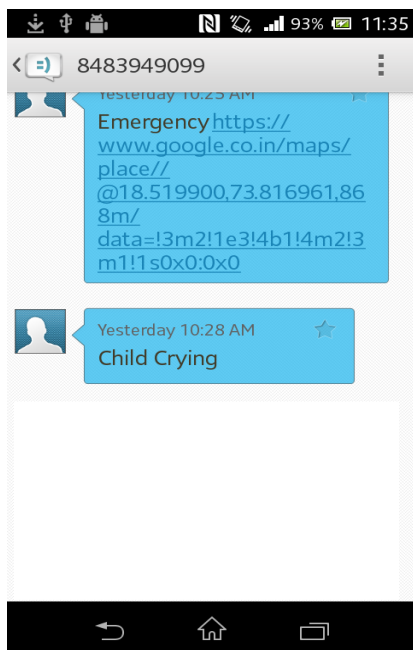 93% 11:35
8483949099
Yesterday 10:25 AM
Emergency https://
www.google.co.in/maps/
place//
@18.519900,73.816961,86
8m/
data=!3m2!1e3!4b1!4m2!3
m1!1s0x0:0x0
Yesterday 10:28 AM
Child Crying